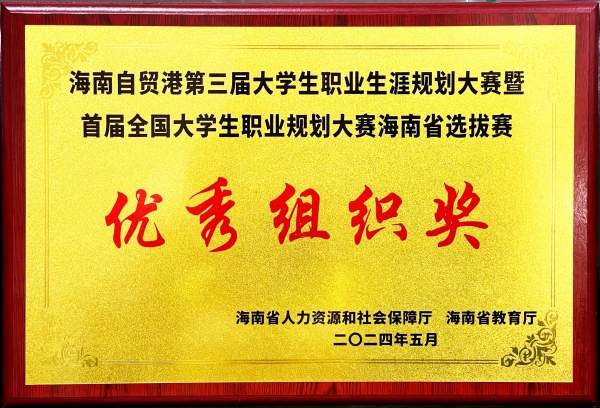 海南自贸港第三届大学生职业生涯规划大赛暨
首届全国大学生职业规划大赛海南省选拔赛
优秀组织奖
海南省人力资源和社会保障厅 海南省教育厅
二〇二四年五月